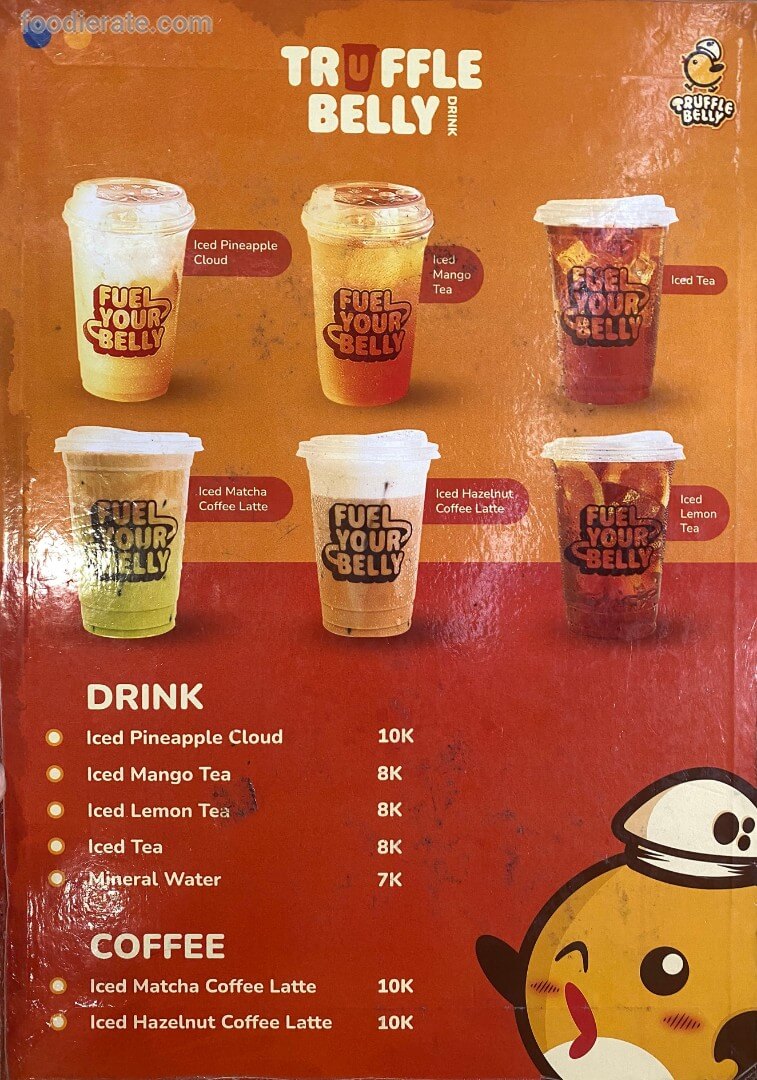 foodierate.com
TRUFFLE
BELLY DRINK
TRUFFLE
BELLY
Iced Pineapple
Cloud
Iced
Mango
Tea
Iced Tea
FUEL
YOUR
BELLY
FUEL
YOUR
BELLY
FUEL
YOUR
BELLY
Iced Matcha
Coffee Latte
Iced Hazelnut
Coffee Latte
Iced
Lemon
Tea
FUEL
YOUR
BELLY
FUEL
YOUR
BELLY
FUEL
YOUR
BELLY
DRINK
Iced Pineapple Cloud 10K
Iced Mango Tea 8K
Iced Lemon Tea 8K
Iced Tea 8K
Mineral Water 7K
COFFEE
Iced Matcha Coffee Latte 10K
Iced Hazelnut Coffee Latte 10K